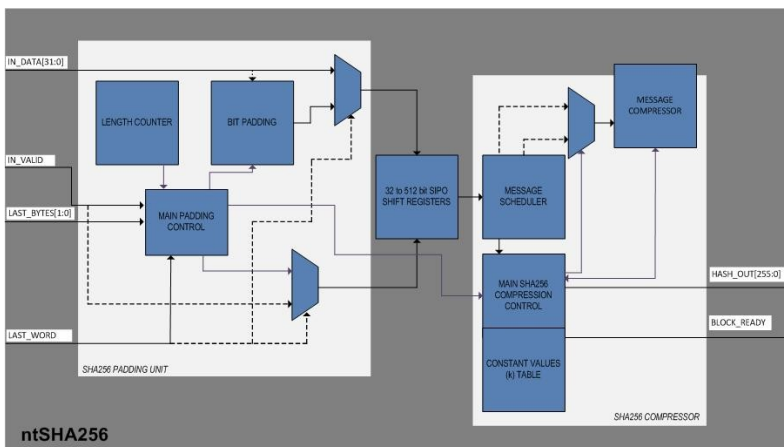 IN_DATA[31:0]
LENGTH COUNTER
BIT PADDING
MESSAGE
COMPRESSOR
IN_VALID
LAST_BYTES[1:0]
MAIN PADDING
CONTROL
32 to 512 bit SIPO
SHIFT REGISTERS
MESSAGE
SCHEDULER
MAIN SHA256
COMPRESSION
CONTROL
HASH_OUT[255:0]
BLOCK_READY
LAST_WORD
CONSTANT VALUES
(k) TABLE
SHA256 PADDING UNIT
SHA256 COMPRESSOR
ntSHA256